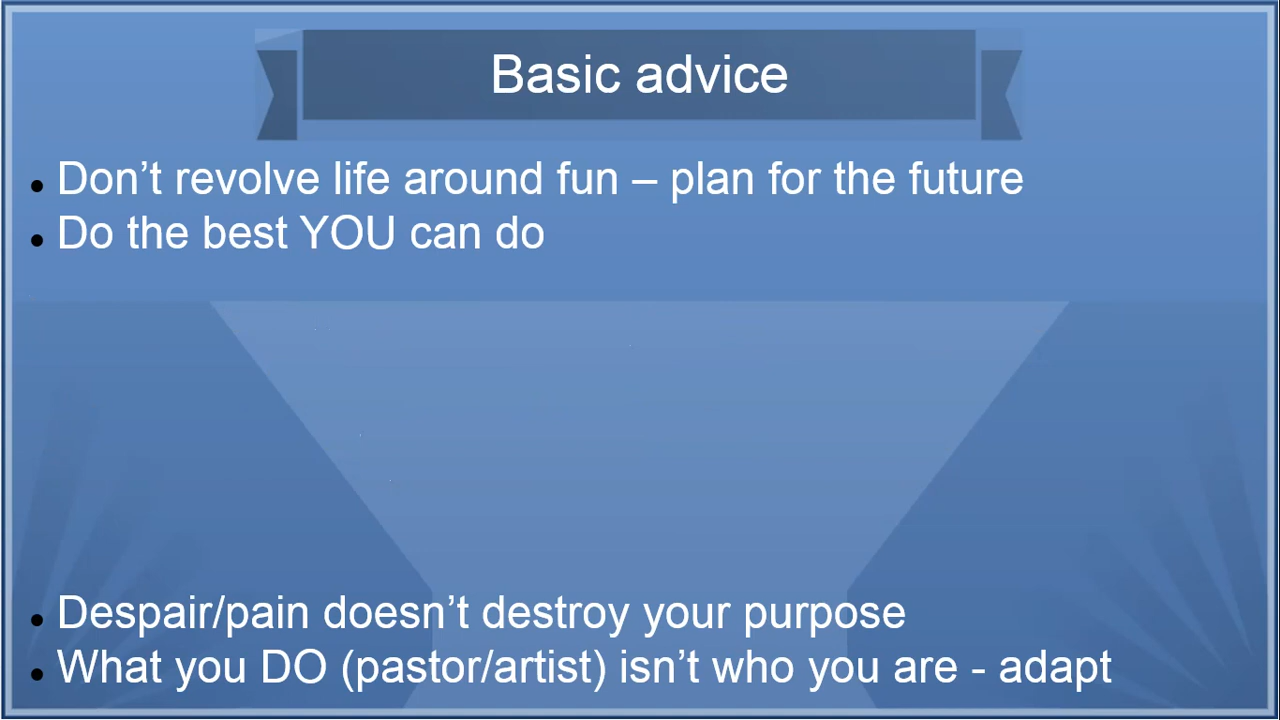 Basic advice
● Don’t revolve life around fun – plan for the future
● Do the best YOU can do
● Despair/pain doesn’t destroy your purpose
● What you DO (pastor/artist) isn’t who you are - adapt